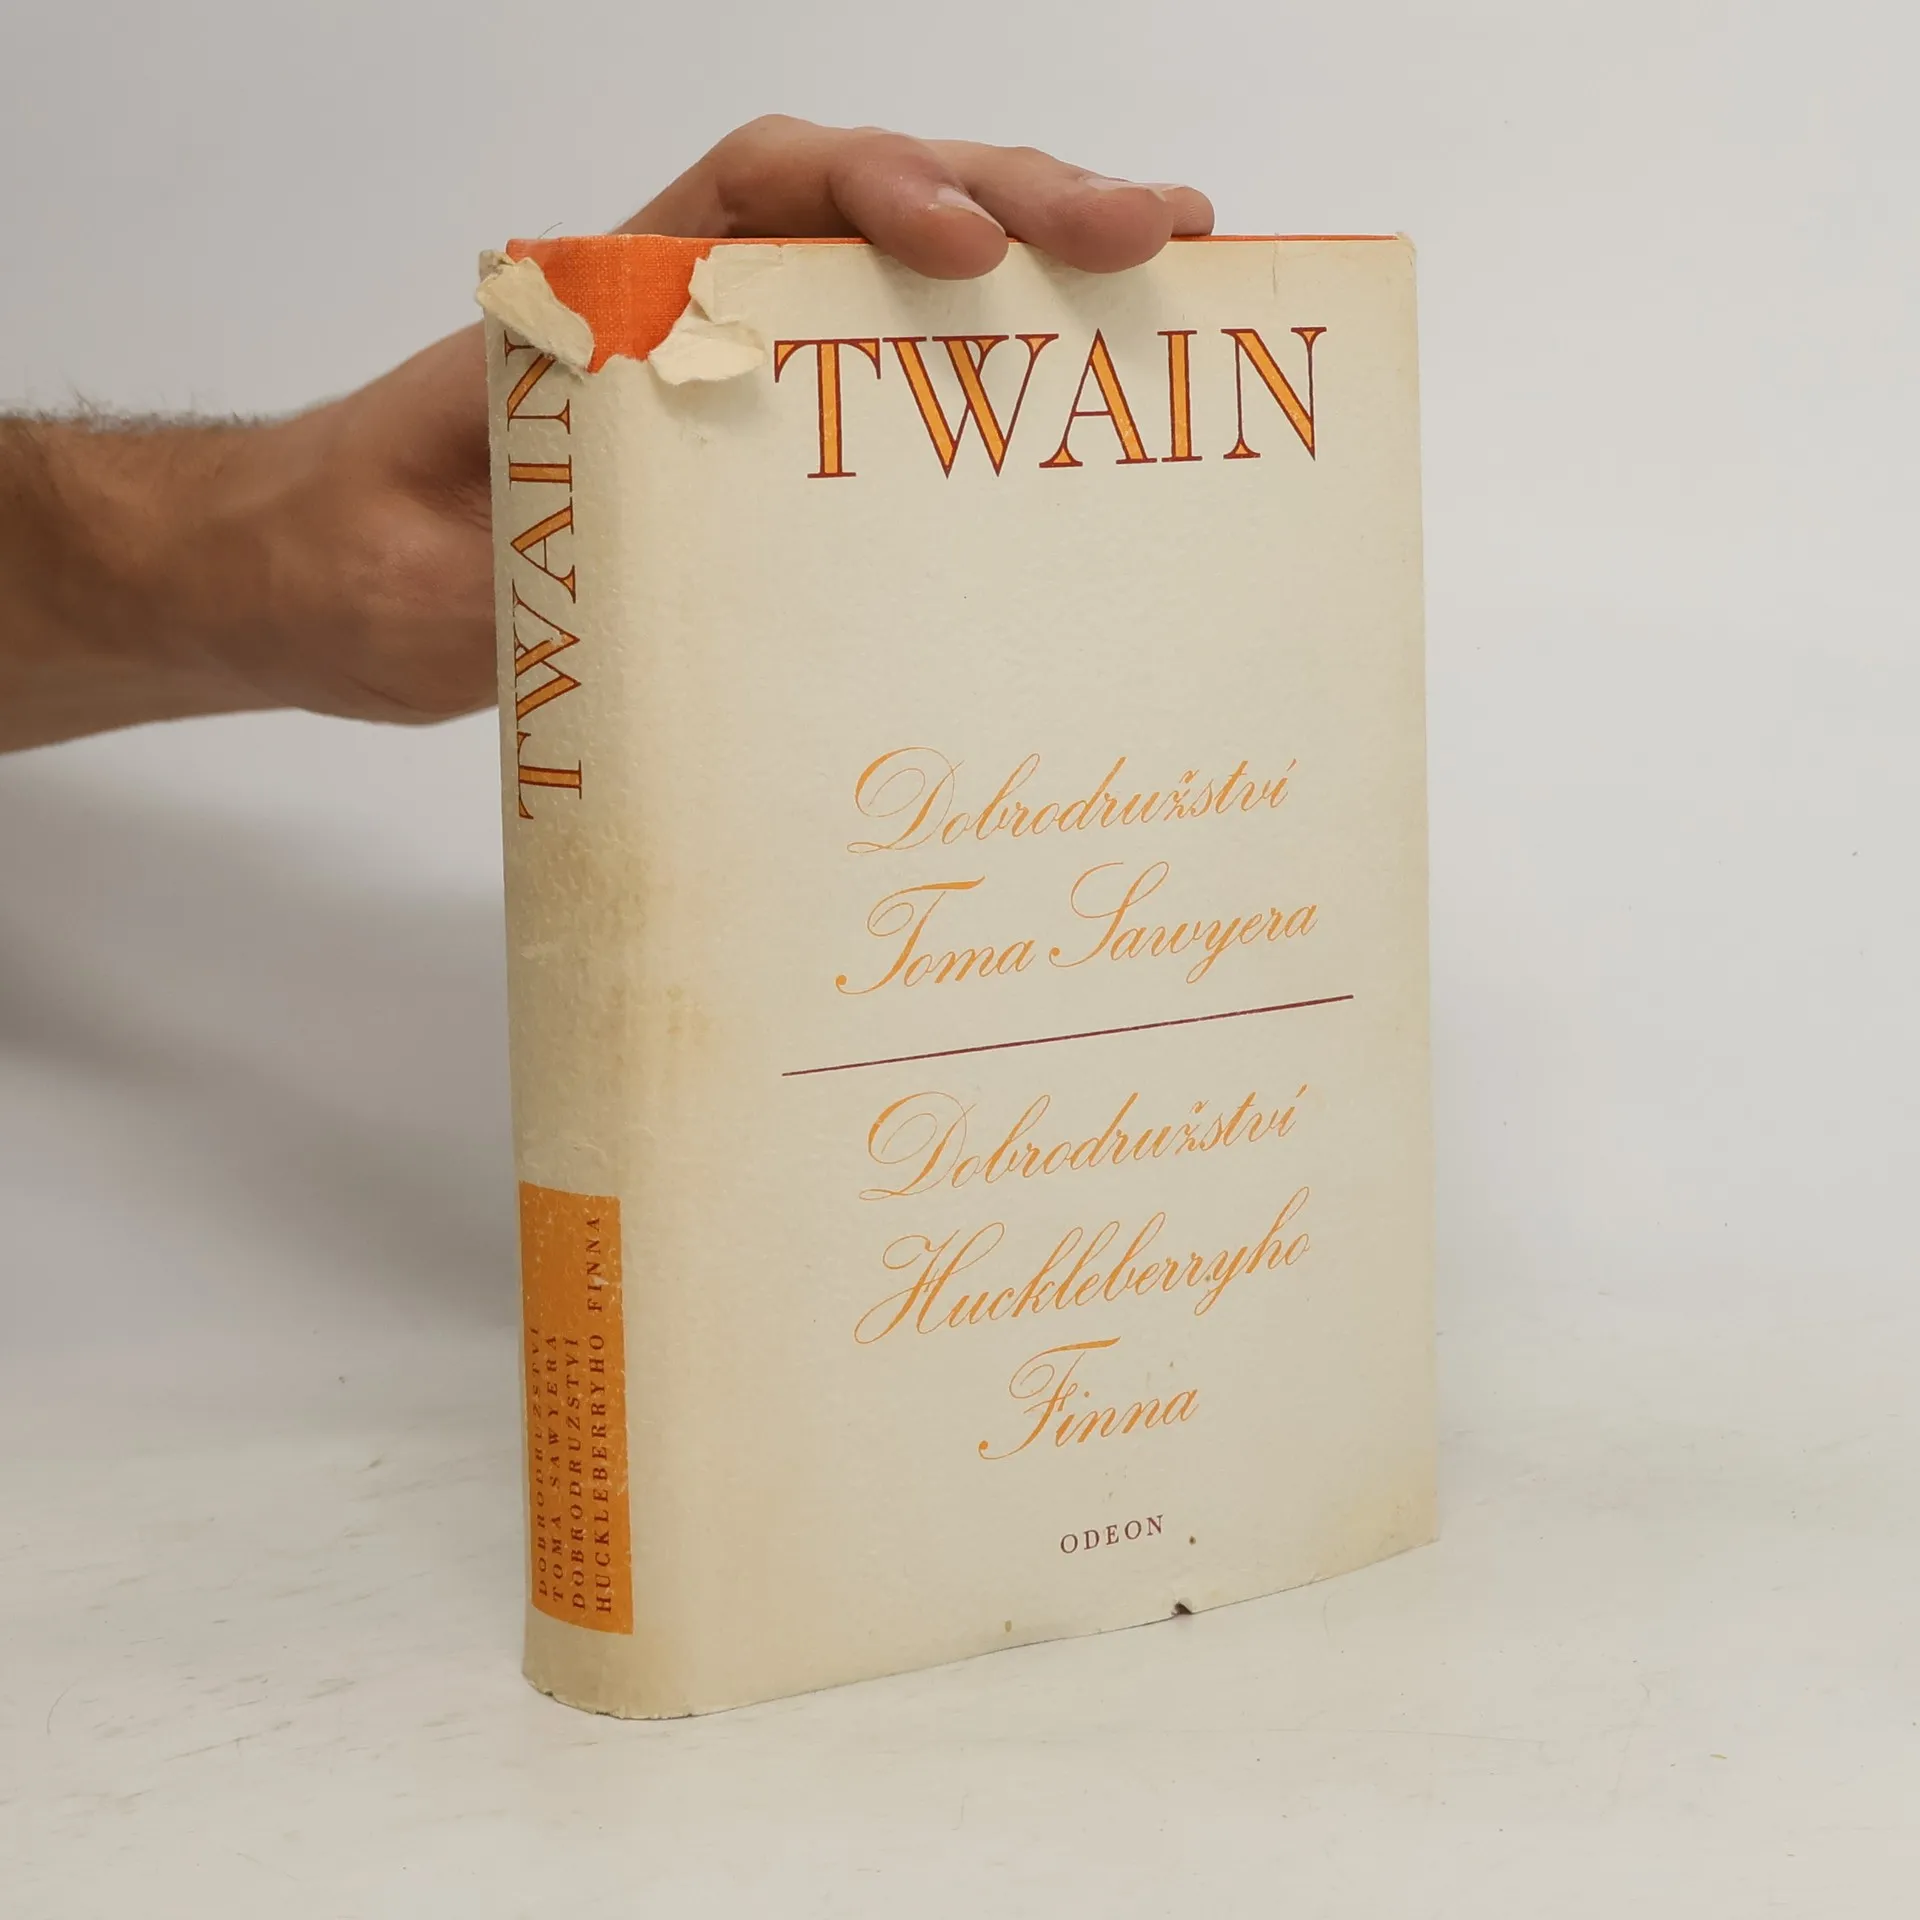 TWAIN
DOBRODRUŽSTVÍ
TOMA SAWYERA
DOBRODRUŽSTVÍ
HUCKLEBERRYHO FINNA
TWAIN
Dobrodružství
Toma Sawyera
Dobrodružství
Huckleberryho
Finna
ODEON